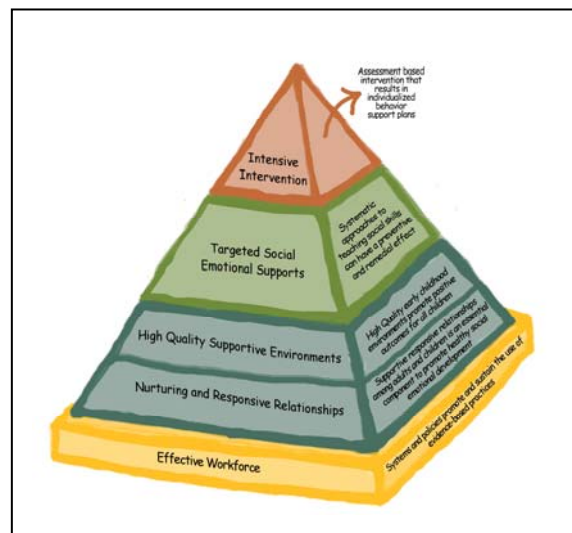 Assessment based
intervention that
results in
individualized
behavior
support plans
Intensive
Intervention
Targeted Social
Emotional Supports
Systematic
approaches to
teaching social skills
can have a preventive
and remedial effect
High Quality Supportive Environments
High Quality early childhood
environments promote positive
outcomes for all children
Nurturing and Responsive Relationships
Supportive responsive relationships
among adults and children is an essential
component to promote healthy social
emotional development
Effective Workforce
Systems and policies promote and sustain the use of
evidence-based practices